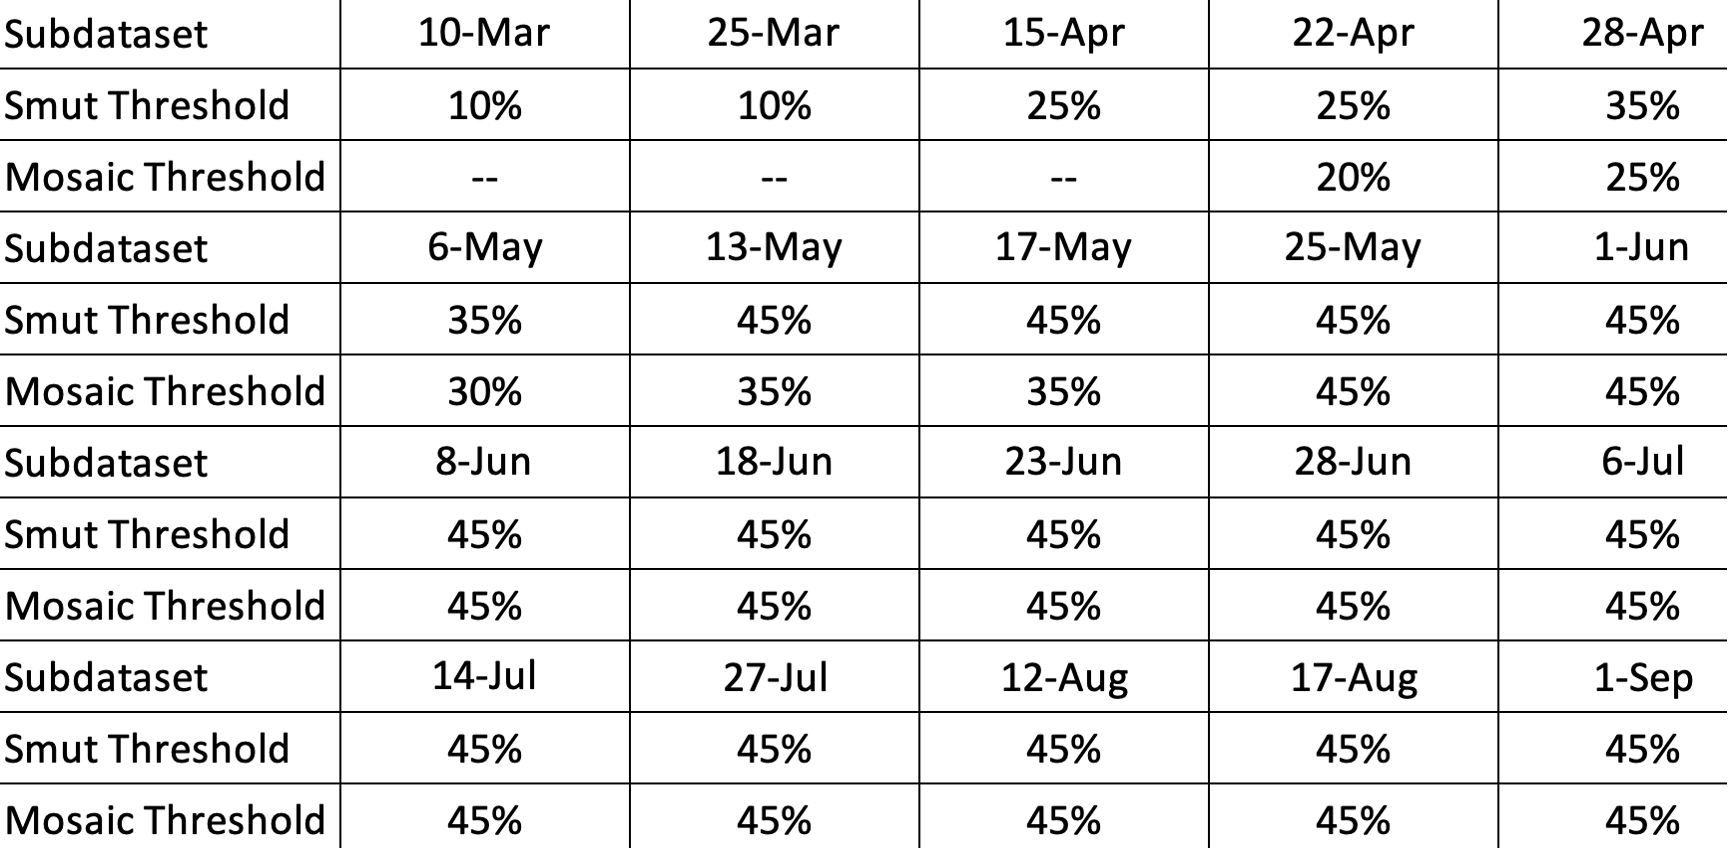 Subdataset 10-Mar 25-Mar 15-Apr 22-Apr 28-Apr
Smut Threshold 10% 10% 25% 25% 35%
Mosaic Threshold -- -- -- 20% 25%
Subdataset 6-May 13-May 17-May 25-May 1-Jun
Smut Threshold 35% 45% 45% 45% 45%
Mosaic Threshold 30% 35% 35% 45% 45%
Subdataset 8-Jun 18-Jun 23-Jun 28-Jun 6-Jul
Smut Threshold 45% 45% 45% 45% 45%
Mosaic Threshold 45% 45% 45% 45% 45%
Subdataset 14-Jul 27-Jul 12-Aug 17-Aug 1-Sep
Smut Threshold 45% 45% 45% 45% 45%
Mosaic Threshold 45% 45% 45% 45% 45%